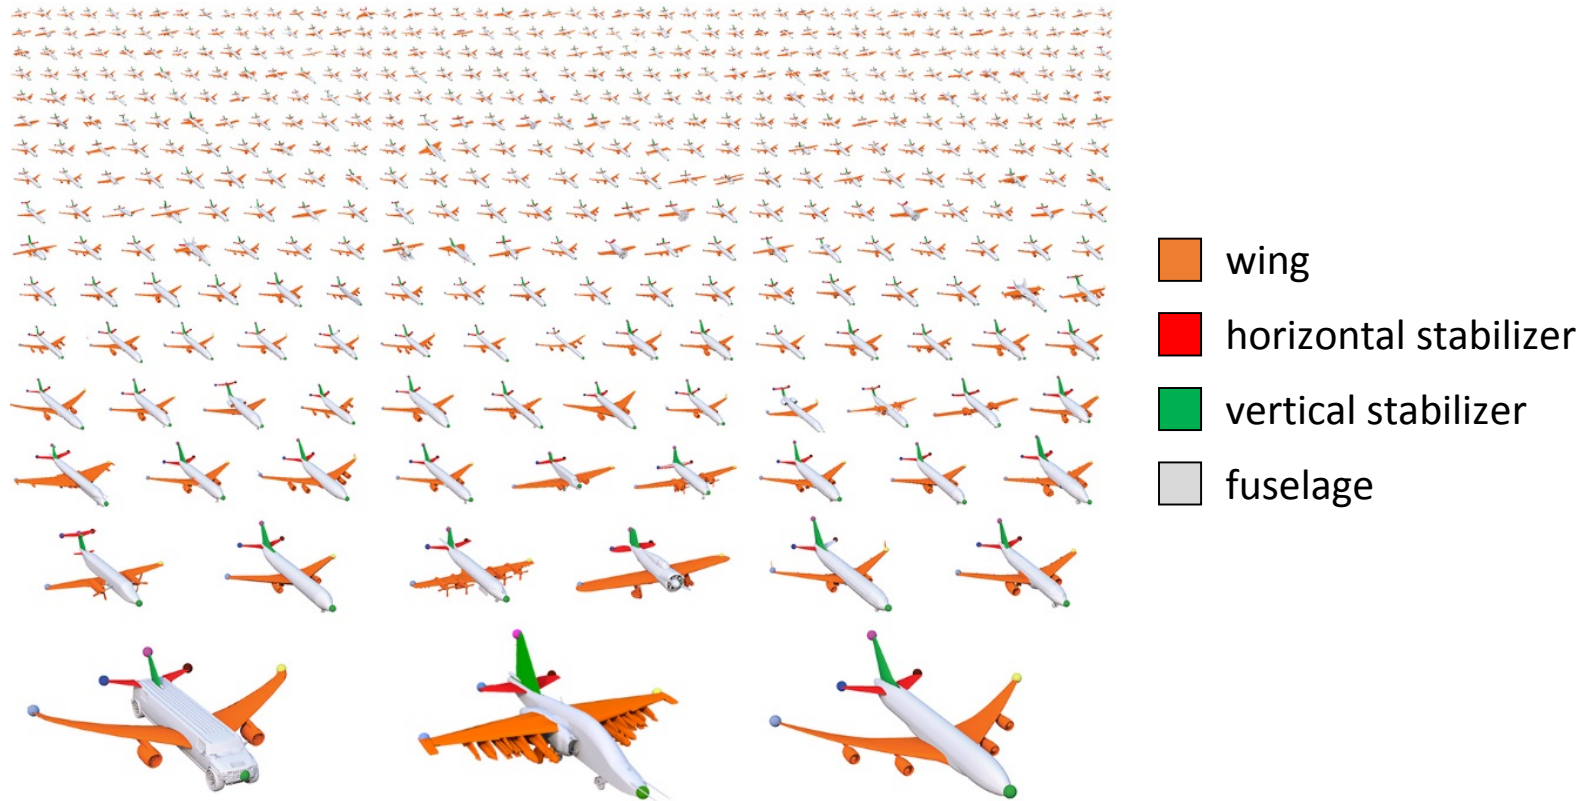 wing
horizontal stabilizer
vertical stabilizer
fuselage